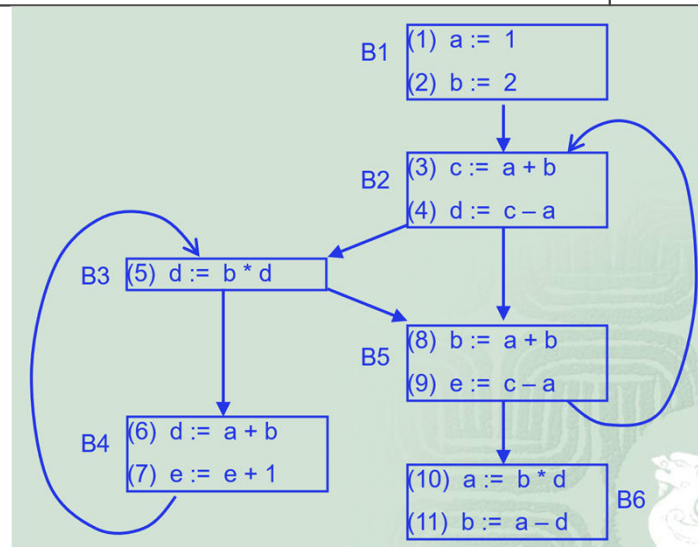 B1
(1) a := 1
(2) b := 2
B2
(3) c := a + b
(4) d := c – a
B3
(5) d := b * d
B5
(8) b := a + b
(9) e := c – a
B4
(6) d := a + b
(7) e := e + 1
B6
(10) a := b * d
(11) b := a – d